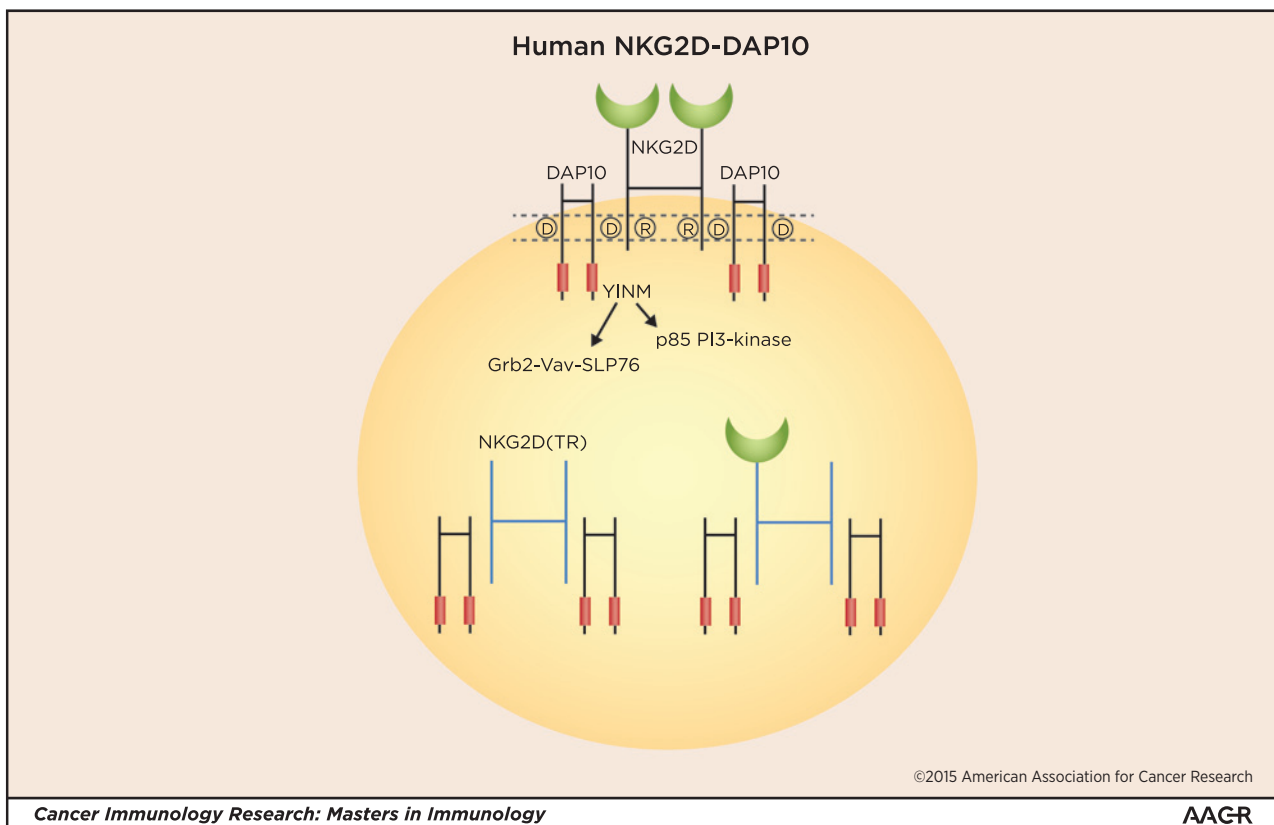 Human NKG2D-DAP10
NKG2D
DAP10
DAP10
D
D
R
R
D
D
YINM
p85 PI3-kinase
Grb2-Vav-SLP76
NKG2D(TR)
©2015 American Association for Cancer Research
Cancer Immunology Research: Masters in Immunology
AACR